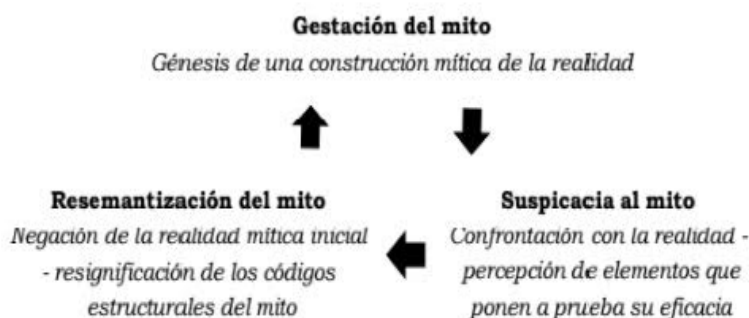 Gestación del mito
Génesis de una construcción mítica de la realidad
Resemantización del mito
Negación de la realidad mítica inicial
- resignificación de los códigos
estructurales del mito
Suspicacia al mito
Confrontación con la realidad -
percepción de elementos que
ponen a prueba su eficacia